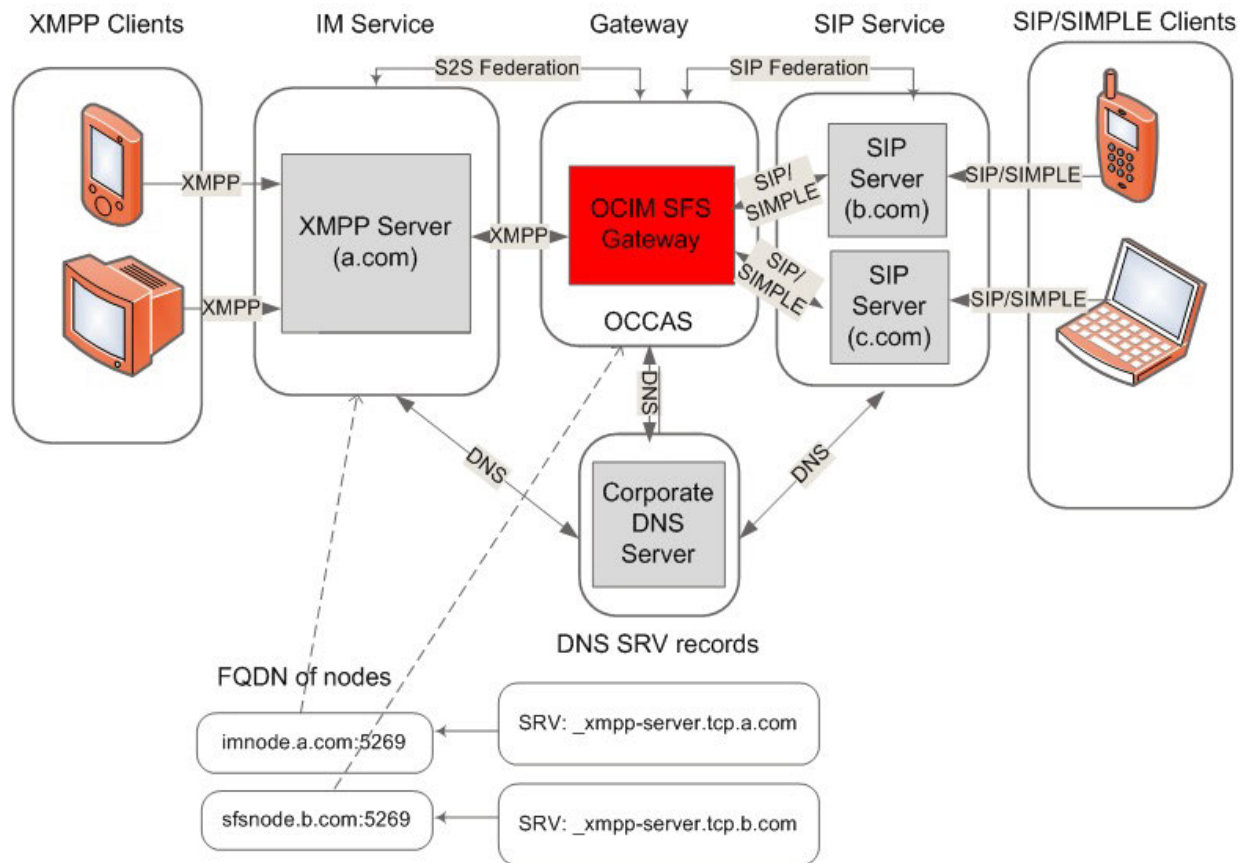 XMPP Clients
IM Service
Gateway
SIP Service
SIP/SIMPLE Clients
S2S Federation
SIP Federation
XMPP
XMPP
XMPP Server
(a.com)
XMPP
OCIM SFS
Gateway
OCCAS
SIP/
SIMPLE
SIP/
SIMPLE
SIP
Server
(b.com)
SIP
Server
(c.com)
SIP/SIMPLE
SIP/SIMPLE
DNS
DNS
DNS
Corporate
DNS
Server
DNS SRV records
FQDN of nodes
imnode.a.com:5269
SRV: _xmpp-server.tcp.a.com
sfsnode.b.com:5269
SRV: _xmpp-server.tcp.b.com